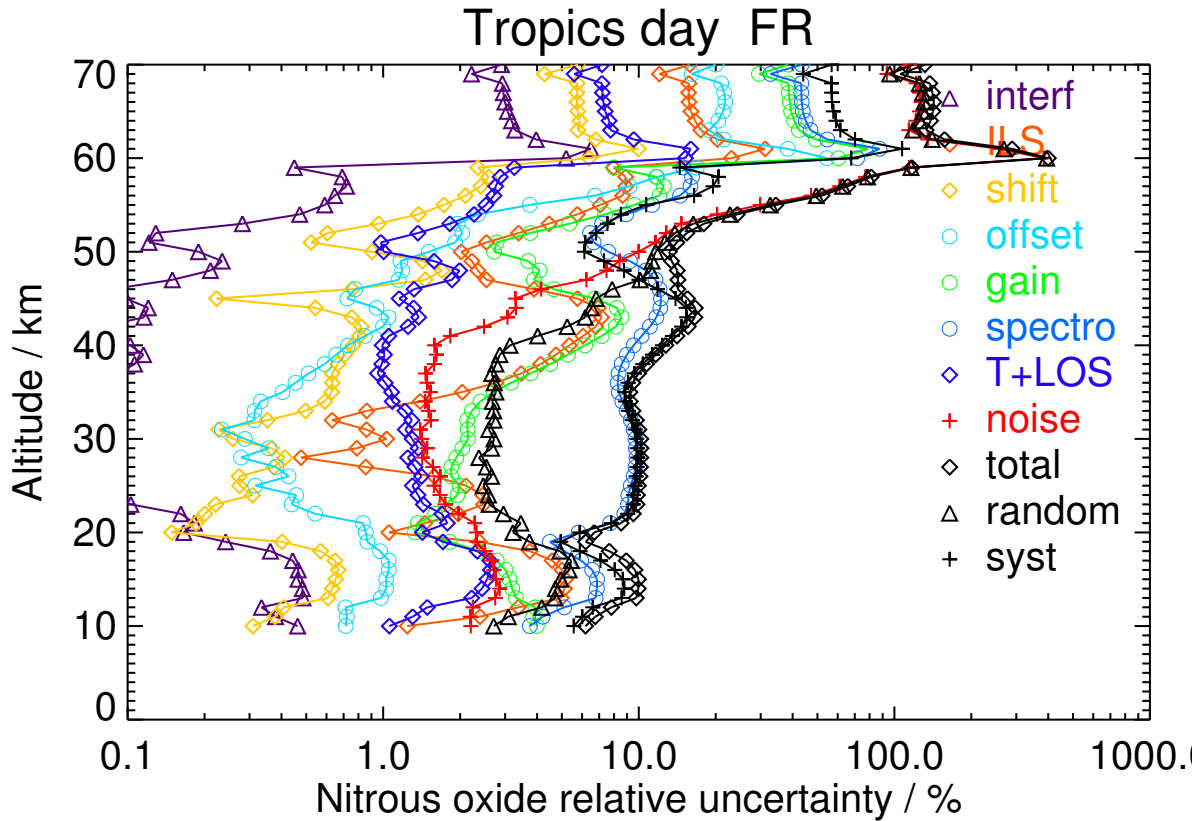 Tropics day FR
Altitude / km
70
60
50
40
30
20
10
0
interf
ILS
shift
offset
gain
spectro
T+LOS
noise
total
random
syst
0.1 1.0 10.0 100.0 1000.0
Nitrous oxide relative uncertainty / %